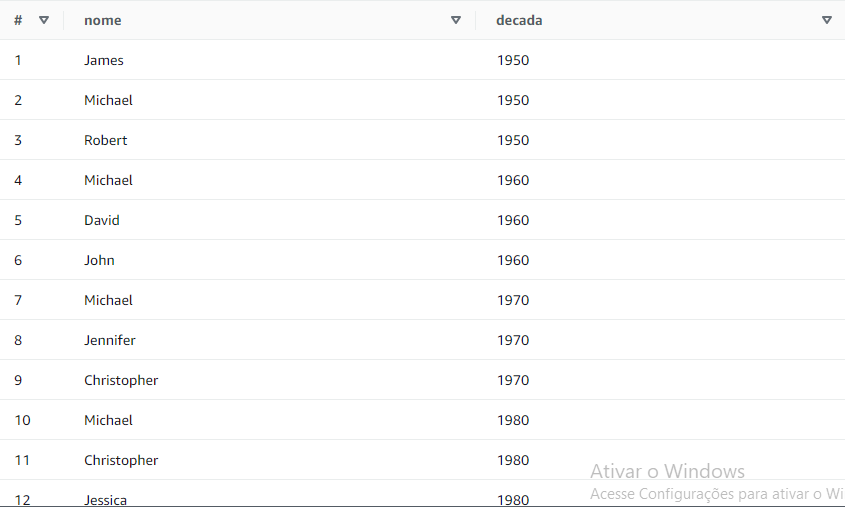 # nome decada
1 James 1950
2 Michael 1950
3 Robert 1950
4 Michael 1960
5 David 1960
6 John 1960
7 Michael 1970
8 Jennifer 1970
9 Christopher 1970
10 Michael 1980
11 Christopher 1980
Ativar o Windows
Acesse Configurações para ativar o Wi
12 Jessica 1980